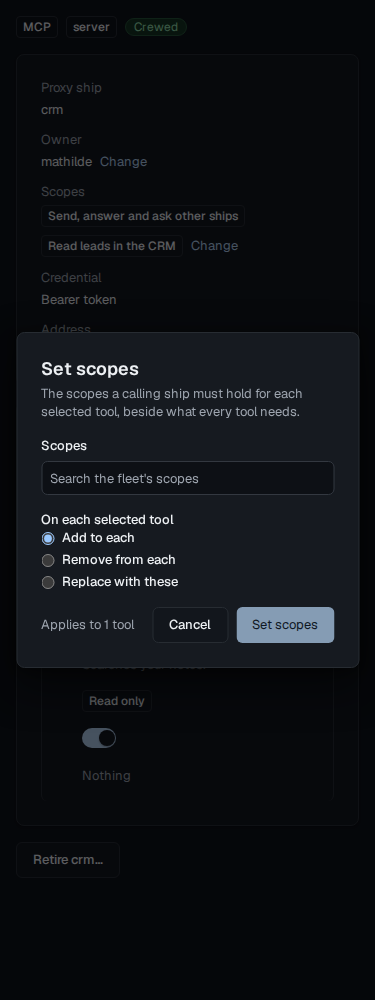 MCP server Crewed
Proxy ship
crm
Owner
mathilde Change
Scopes
Send, answer and ask other ships
Read leads in the CRM Change
Credential
Bearer token
Address
Set scopes
The scopes a calling ship must hold for each
selected tool, beside what every tool needs.
Scopes
Search the fleet's scopes
On each selected tool
Add to each
Remove from each
Replace with these
Applies to 1 tool Cancel Set scopes
Read only
Nothing
Retire crm...